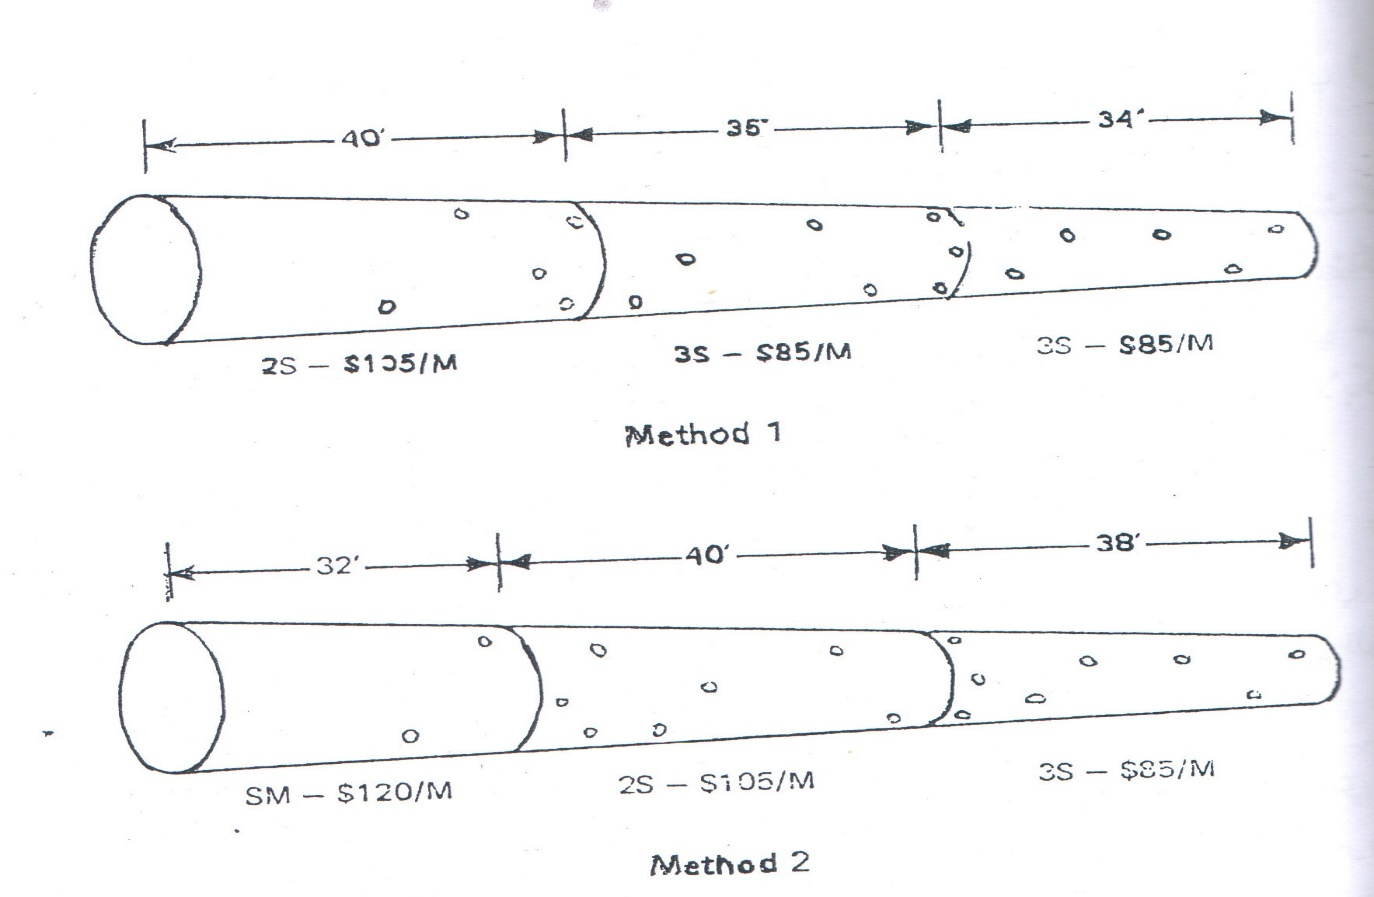 40' 36' 34'
2S – $105/M 3S – $85/M 3S – $85/M
Method 1
32' 40' 38'
SM – $120/M 2S – $105/M 3S – $85/M
Method 2